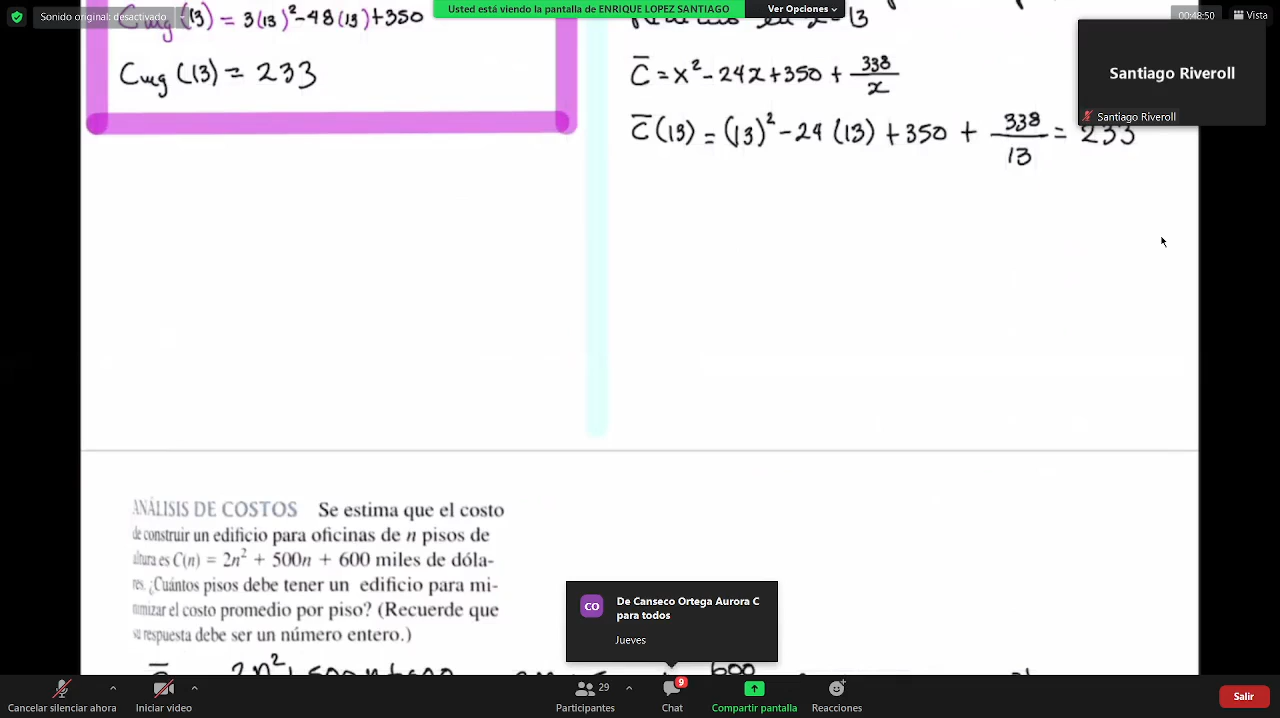 Sonido original: desactivado
Usted está viendo la pantalla de ENRIQUE LOPEZ SANTIAGO
Ver Opciones
00:48:50
Vista
Cmg (13) = 3(13)²-48(13)+350
Cmg (13) = 233
C̄ = x² - 24x + 350 + 338/x
C̄(13) = (13)² - 24 (13) + 350 + 338/13 = 233
Santiago Riveroll
Santiago Riveroll
ANÁLISIS DE COSTOS Se estima que el costo
de construir un edificio para oficinas de n pisos de
altura es C(n) = 2n² + 500n + 600 miles de dóla-
res. ¿Cuántos pisos debe tener un edificio para mi-
nimizar el costo promedio por piso? (Recuerde que
su respuesta debe ser un número entero.)
CO
De Canseco Ortega Aurora C
para todos
Jueves
600
Cancelar silenciar ahora
Iniciar video
29
Participantes
9
Chat
Compartir pantalla
Reacciones
Salir